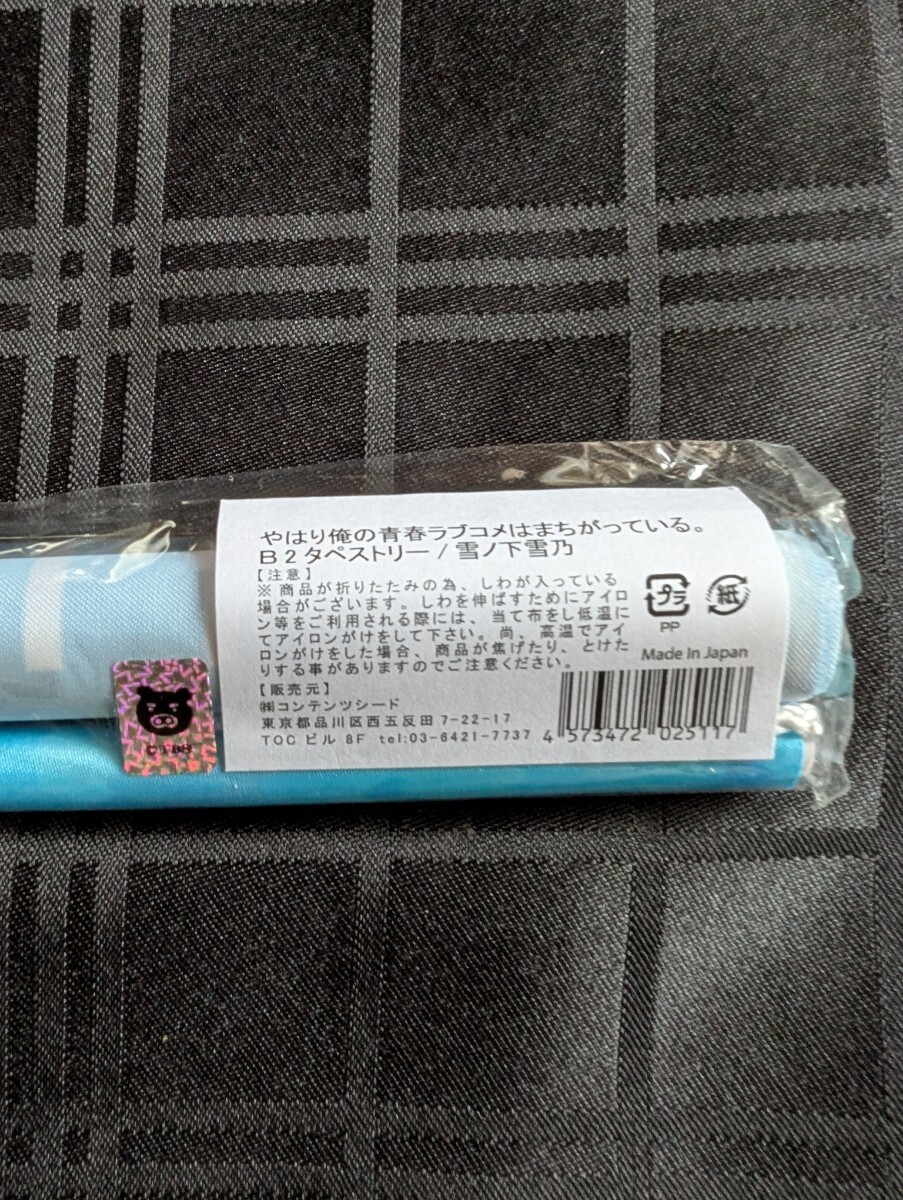 やはり俺の青春ラブコメはまちがっている。
B2タペストリー/雪ノ下雪乃
【注意】
※商品が折りたたみの為、しわが入っている
場合がございます。しわを伸ばすためにアイロ
ン等をご利用される際には、当て布をし低温に
てアイロンがけをして下さい。尚、高温でアイ
ロンがけをした場合、商品が焦げたり、とけた
りする事がありますのでご注意ください。
【販売元】
㈱コンテンツシード
東京都品川区西五反田 7-22-17
TOC ビル 8F tel:03-6421-7737
プラ
PP
紙
Made In Japan
4 573472 025117
©TBS